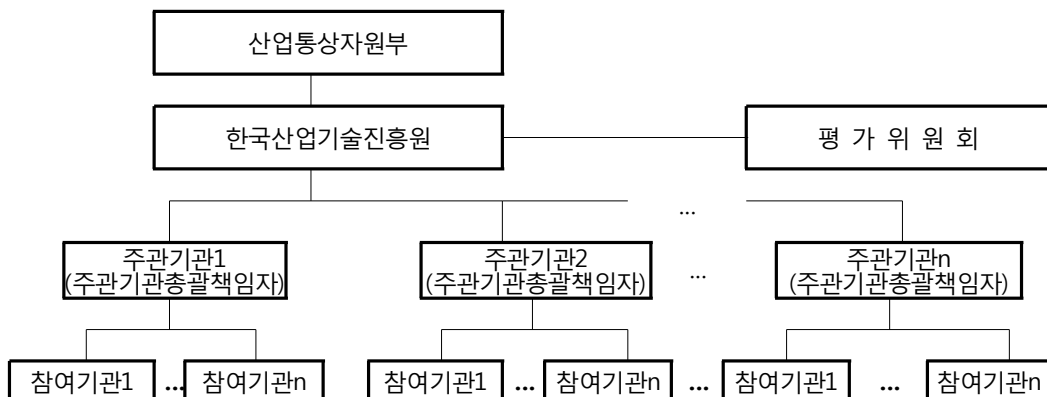 산업통상자원부
한국산업기술진흥원
평 가 위 원 회
...
주관기관1
(주관기관총괄책임자)
주관기관2
(주관기관총괄책임자)
...
주관기관n
(주관기관총괄책임자)
참여기관1 ... 참여기관n 참여기관1 ... 참여기관n ... 참여기관1 ... 참여기관n